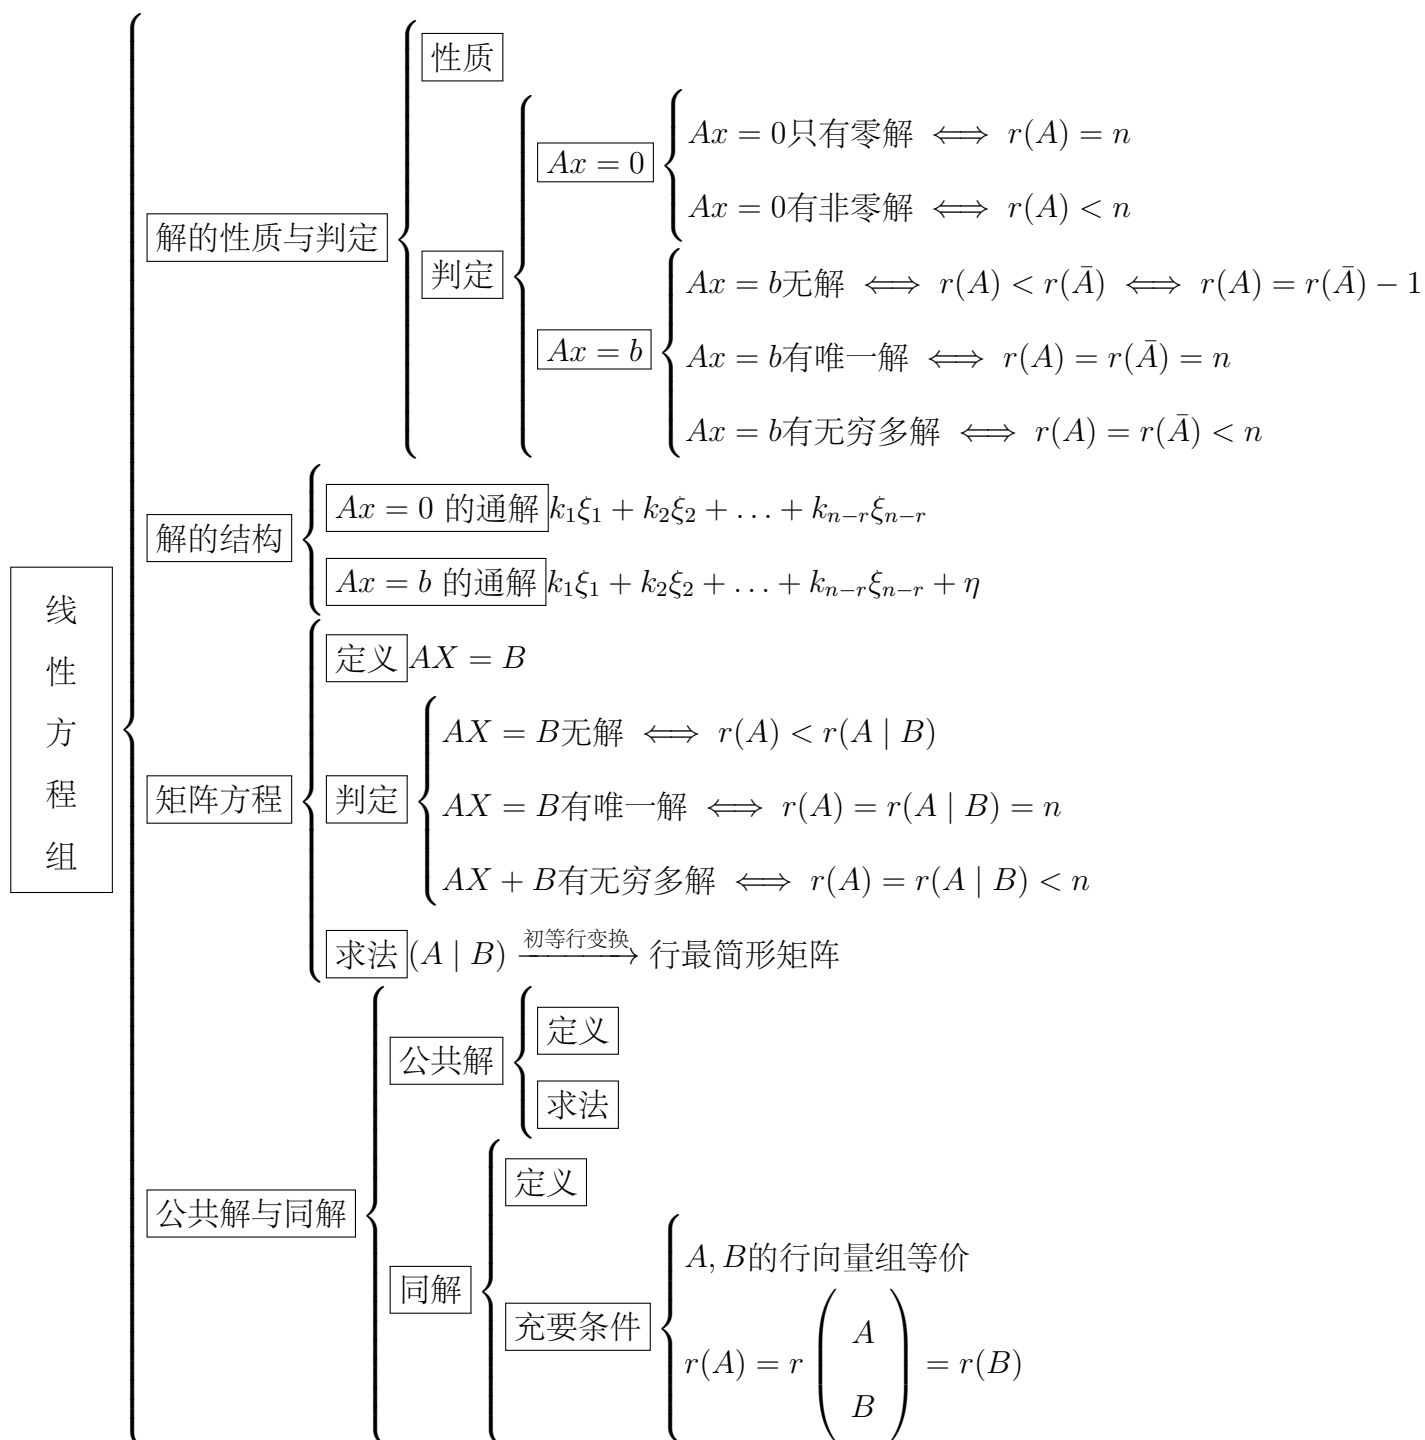 线
性
方
程
组
解的性质与判定
性质
判定
Ax = 0
Ax = 0只有零解 ⟺ r(A) = n
Ax = 0有非零解 ⟺ r(A) < n
Ax = b
Ax = b无解 ⟺ r(A) < r(Ā) ⟺ r(A) = r(Ā) − 1
Ax = b有唯一解 ⟺ r(A) = r(Ā) = n
Ax = b有无穷多解 ⟺ r(A) = r(Ā) < n
解的结构
Ax = 0 的通解 k₁ξ₁ + k₂ξ₂ + … + kₙ₋ᵣξₙ₋ᵣ
Ax = b 的通解 k₁ξ₁ + k₂ξ₂ + … + kₙ₋ᵣξₙ₋ᵣ + η
矩阵方程
定义 AX = B
判定
AX = B无解 ⟺ r(A) < r(A | B)
AX = B有唯一解 ⟺ r(A) = r(A | B) = n
AX + B有无穷多解 ⟺ r(A) = r(A | B) < n
求法 (A | B) 初等行变换→ 行最简形矩阵
公共解与同解
公共解
定义
求法
同解
定义
充要条件
A, B的行向量组等价
r(A) = r ( A B ) = r(B)